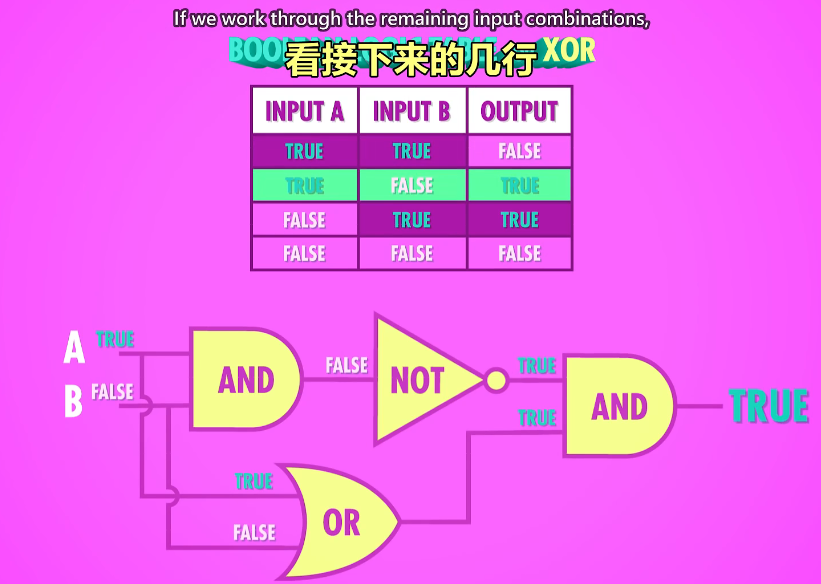 If we work through the remaining input combinations,
看接下来的几行
XOR
INPUT A INPUT B OUTPUT
TRUE TRUE FALSE
TRUE FALSE TRUE
FALSE TRUE TRUE
FALSE FALSE FALSE
A TRUE
B FALSE
AND
FALSE
NOT
TRUE
TRUE
AND
TRUE
TRUE
FALSE
OR